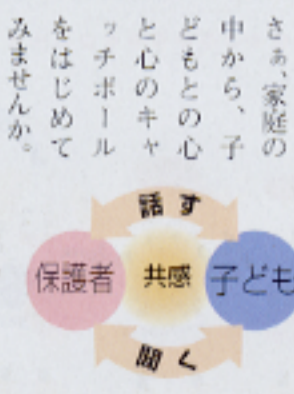 さぁ、家庭の
中から、子
どもとの心
と心のキャ
ッチボール
をはじめて
みませんか。
話す
保護者
共感
子ども
聞く